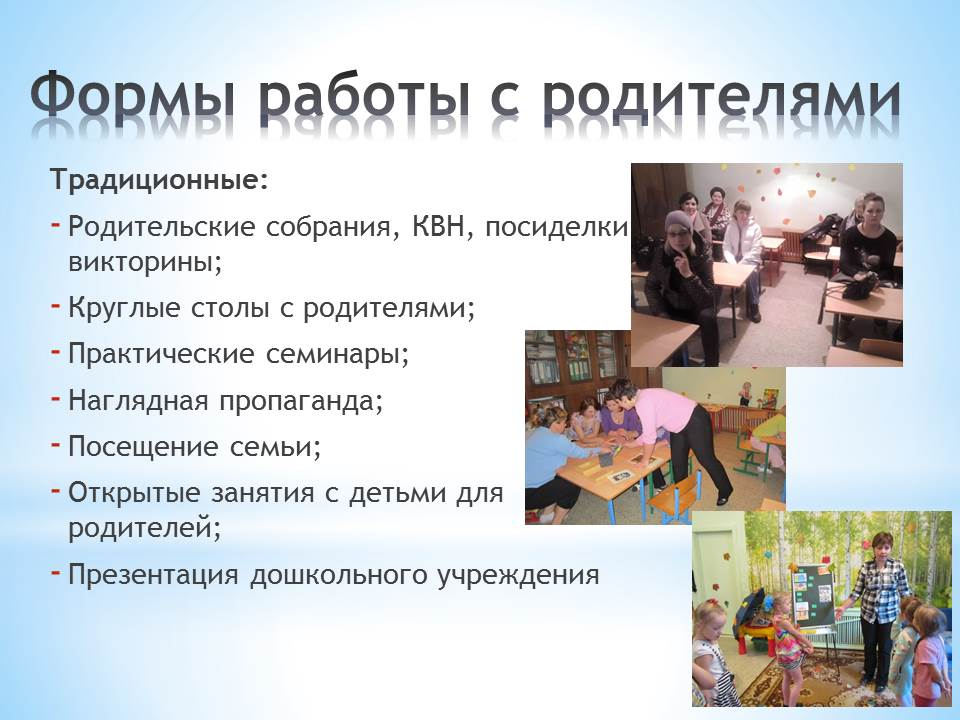 Формы работы с родителями
Традиционные:
- Родительские собрания, КВН, посиделки
викторины;
- Круглые столы с родителями;
- Практические семинары;
- Наглядная пропаганда;
- Посещение семьи;
- Открытые занятия с детьми для
родителей;
- Презентация дошкольного учреждения